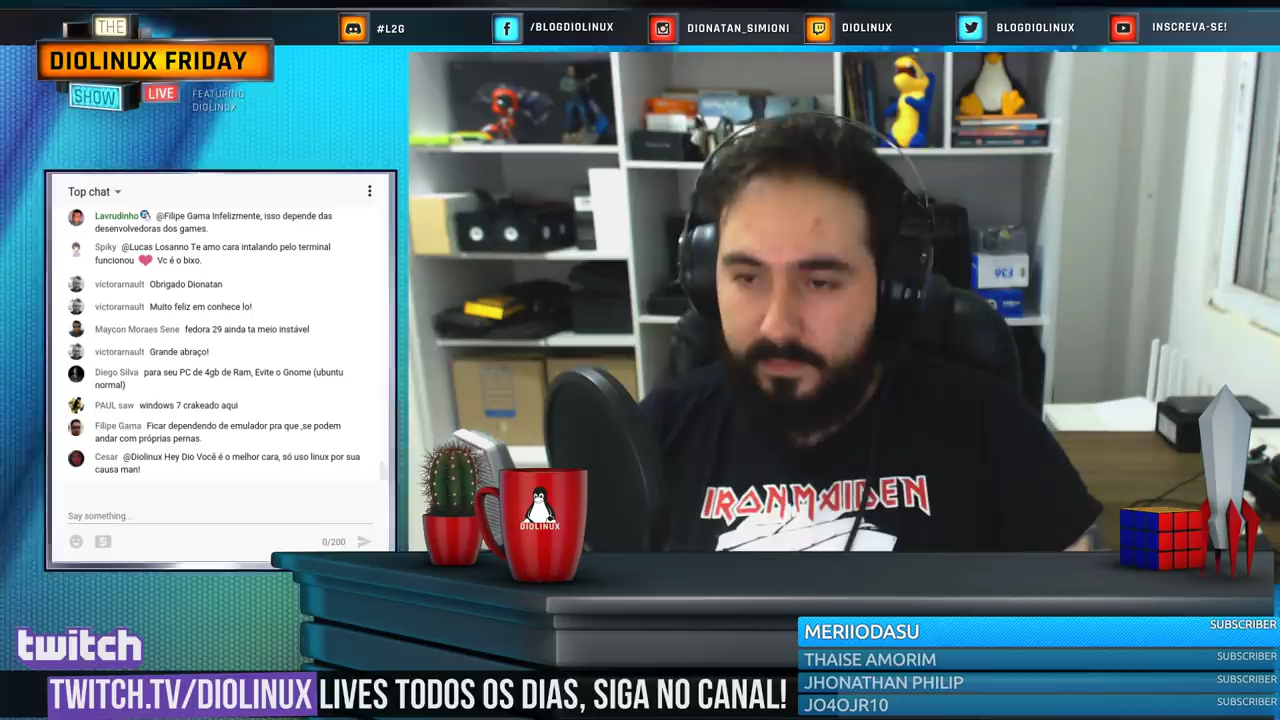 THE
DIOLINUX FRIDAY
SHOW
LIVE
FEATURING
DIOLINUX
#L2G
/BLOGDIOLINUX
DIONATAN_SIMIONI
DIOLINUX
BLOGDIOLINUX
INSCREVA-SE!
Top chat
Lavrudinho @Filipe Gama Infelizmente, isso depende das
desenvolvedoras dos games.
Spiky @Lucas Losanno Te amo cara intalando pelo terminal
funcionou Vc é o bixo.
victorarnault Obrigado Dionatan
victorarnault Muito feliz em conhece lo!
Maycon Moraes Sene fedora 29 ainda ta meio instável
victorarnault Grande abraço!
Diego Silva para seu PC de 4gb de Ram, Evite o Gnome (ubuntu
normal)
PAUL saw windows 7 crakeado aqui
Filipe Gama Ficar dependendo de emulador pra que ,se podem
andar com próprias pernas.
Cesar @Diolinux Hey Dio Você é o melhor cara, só uso linux por sua
causa man!
Say something...
0/200
IRON MAIDEN
DIOLINUX
twitch
TWITCH.TV/DIOLINUX LIVES TODOS OS DIAS, SIGA NO CANAL!
MERIIODASU SUBSCRIBER
THAISE AMORIM SUBSCRIBER
JHONATHAN PHILIP SUBSCRIBER
JO4OJR10 SUBSCRIBER